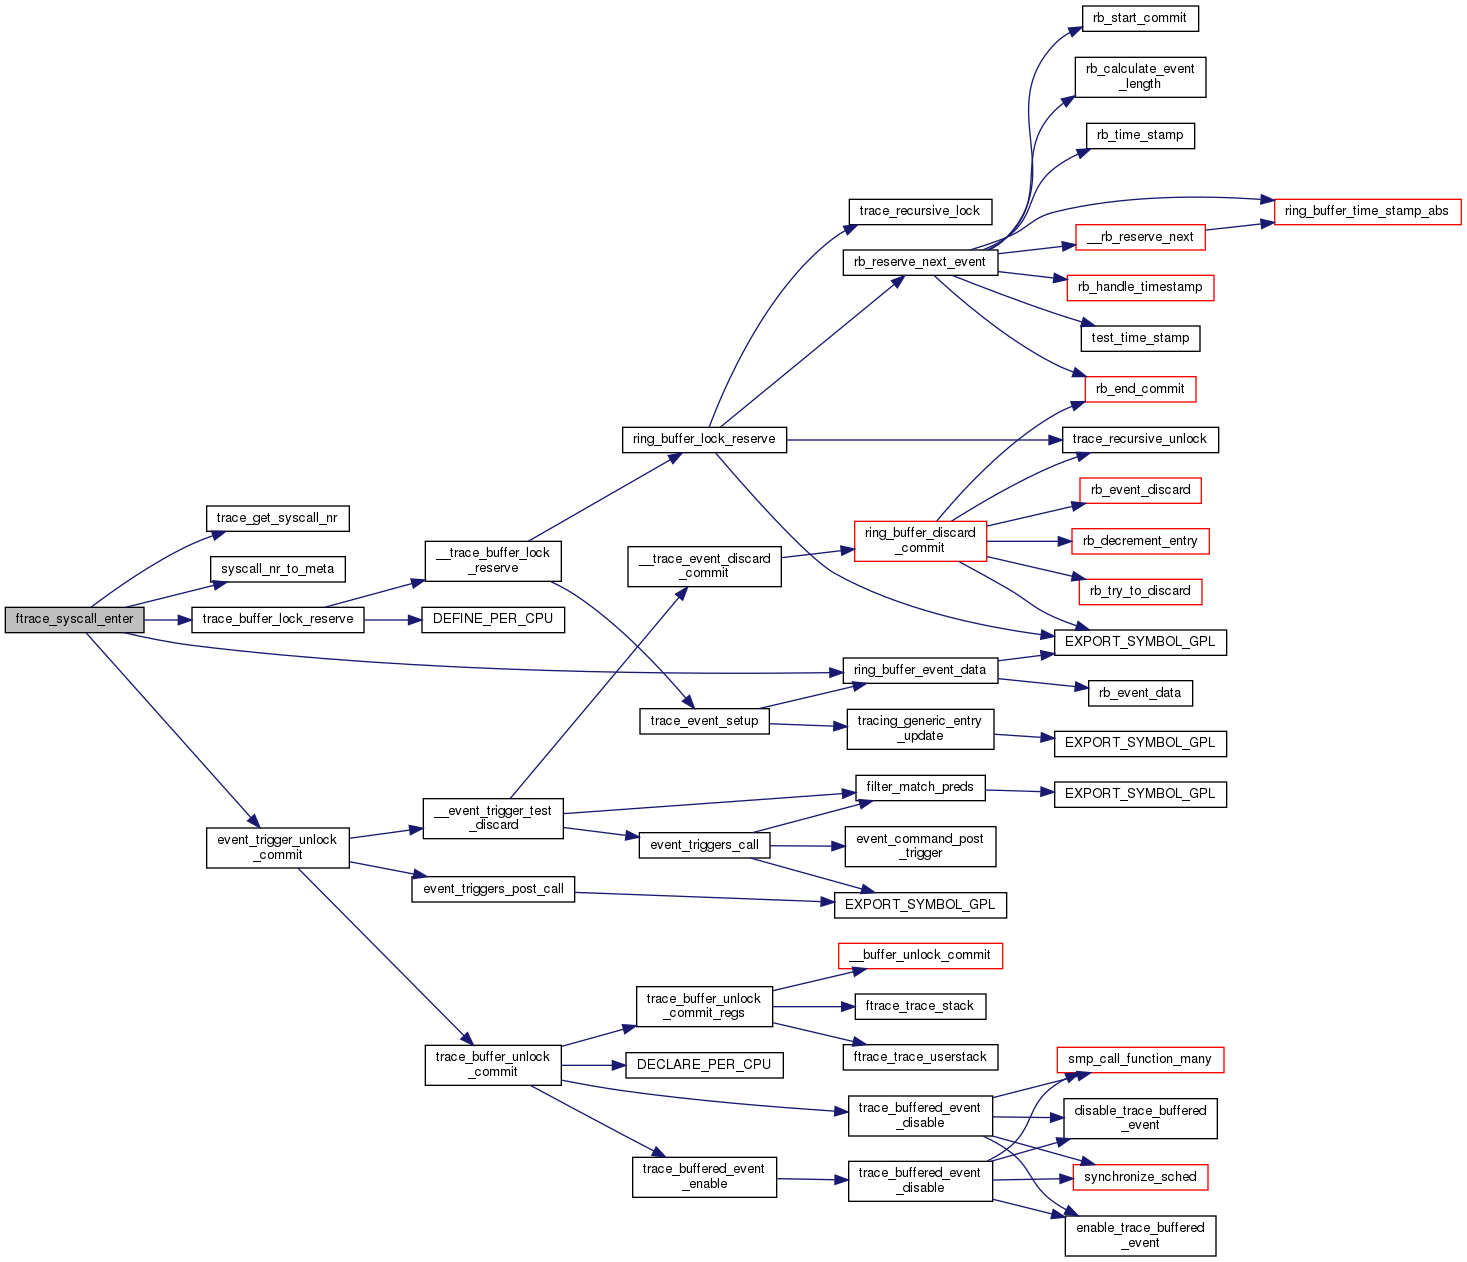 rb_start_commit
rb_calculate_event
_length
rb_time_stamp
trace_recursive_lock
ring_buffer_time_stamp_abs
__rb_reserve_next
rb_reserve_next_event
rb_handle_timestamp
test_time_stamp
rb_end_commit
ring_buffer_lock_reserve
trace_recursive_unlock
rb_event_discard
trace_get_syscall_nr
ring_buffer_discard
_commit
rb_decrement_entry
__trace_buffer_lock
_reserve
__trace_event_discard
_commit
syscall_nr_to_meta
rb_try_to_discard
ftrace_syscall_enter
trace_buffer_lock_reserve
DEFINE_PER_CPU
EXPORT_SYMBOL_GPL
ring_buffer_event_data
rb_event_data
trace_event_setup
tracing_generic_entry
_update
EXPORT_SYMBOL_GPL
filter_match_preds
EXPORT_SYMBOL_GPL
__event_trigger_test
_discard
event_trigger_unlock
_commit
event_triggers_call
event_command_post
_trigger
event_triggers_post_call
EXPORT_SYMBOL_GPL
__buffer_unlock_commit
trace_buffer_unlock
_commit_regs
ftrace_trace_stack
ftrace_trace_userstack
trace_buffer_unlock
_commit
DECLARE_PER_CPU
smp_call_function_many
trace_buffered_event
_disable
disable_trace_buffered
_event
trace_buffered_event
_enable
trace_buffered_event
_disable
synchronize_sched
enable_trace_buffered
_event